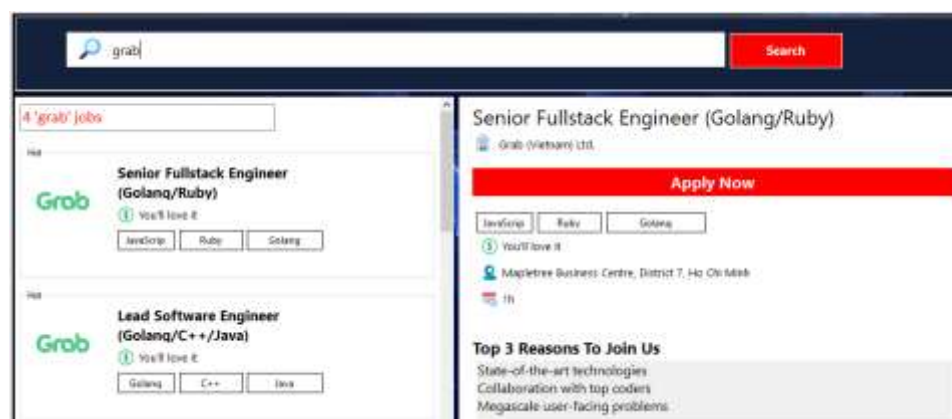 grab
Search
4 'grab' jobs
Hot
Grab
Senior Fullstack Engineer
(Golang/Ruby)
You'll love it
JavaScrip
Ruby
Golang
Hot
Grab
Lead Software Engineer
(Golang/C++/Java)
You'll love it
Golang
C++
Java
Senior Fullstack Engineer (Golang/Ruby)
Grab (Vietnam) Ltd.
Apply Now
JavaScrip
Ruby
Golang
You'll love it
Mapletree Business Centre, District 7, Ho Chi Minh
1h
Top 3 Reasons To Join Us
State-of-the-art technologies
Collaboration with top coders
Megascale user-facing problems